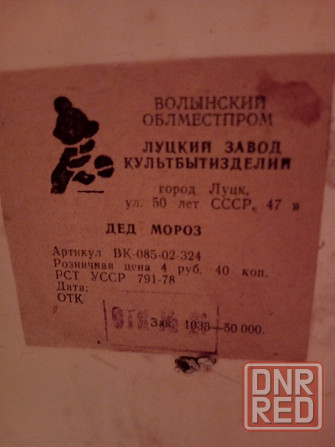 ВОЛЫНСКИЙ
ОБЛМЕСТПРОМ
ЛУЦКИЙ ЗАВОД
КУЛЬТБЫТИЗДЕЛИЙ
город Луцк,
ул. 50 лет СССР, 47 в
ДЕД МОРОЗ
Артикул ВК-085-02-324
Розничная цена 4 руб. 40 коп.
РСТ УССР 791-78
Дата:
ОТК
Зак. 1033—50 000.
DNR
RED